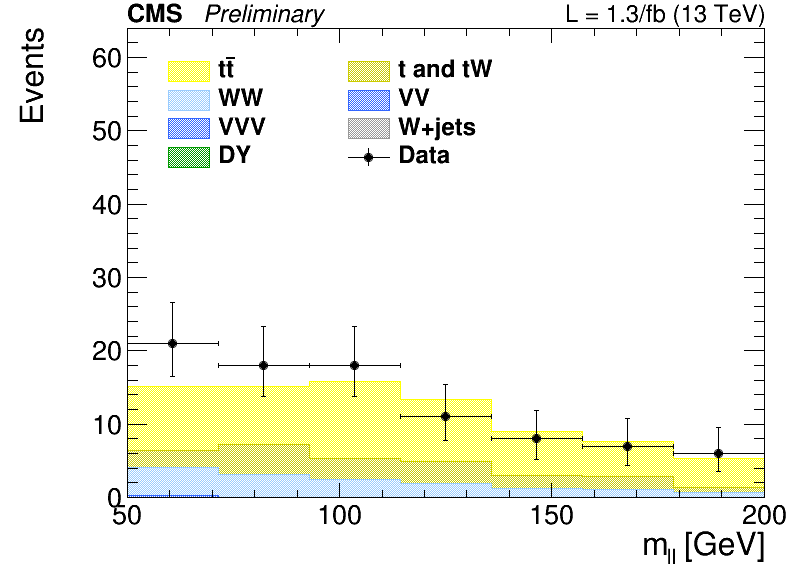 CMS Preliminary L = 1.3/fb (13 TeV)
Events
60
50
40
30
20
10
0
tt̄ t and tW
WW VV
VVV W+jets
DY Data
50 100 150 200
m_ll [GeV]